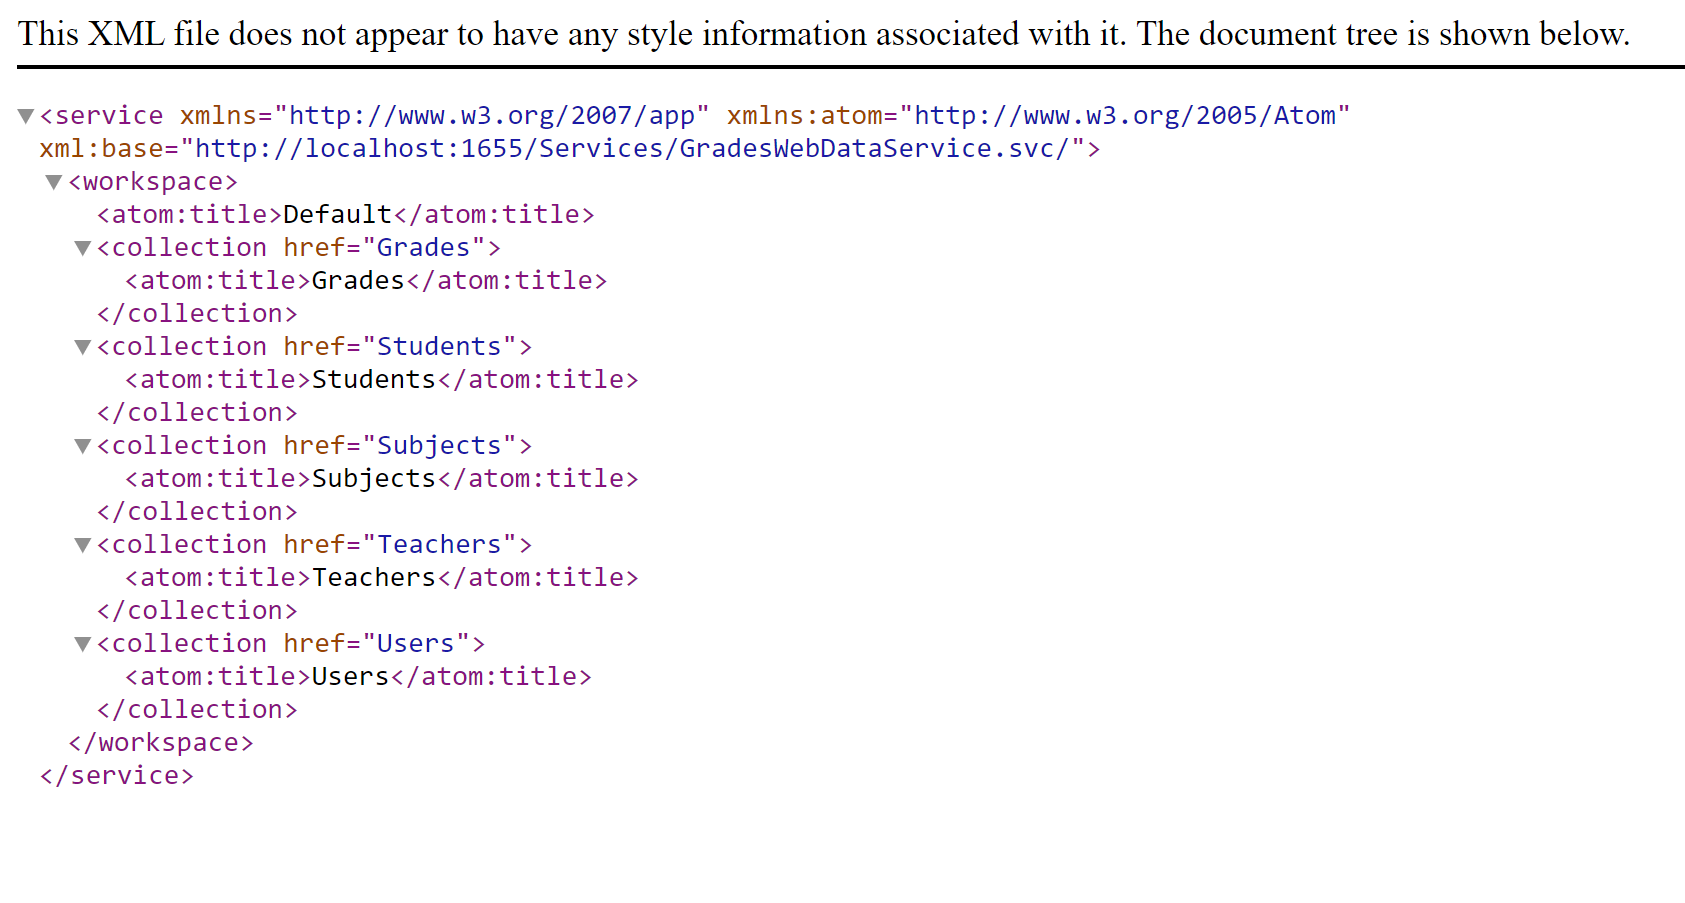 This XML file does not appear to have any style information associated with it. The document tree is shown below.
▼<service xmlns="http://www.w3.org/2007/app" xmlns:atom="http://www.w3.org/2005/Atom"
xml:base="http://localhost:1655/Services/GradesWebDataService.svc/">
▼<workspace>
<atom:title>Default</atom:title>
▼<collection href="Grades">
<atom:title>Grades</atom:title>
</collection>
▼<collection href="Students">
<atom:title>Students</atom:title>
</collection>
▼<collection href="Subjects">
<atom:title>Subjects</atom:title>
</collection>
▼<collection href="Teachers">
<atom:title>Teachers</atom:title>
</collection>
▼<collection href="Users">
<atom:title>Users</atom:title>
</collection>
</workspace>
</service>